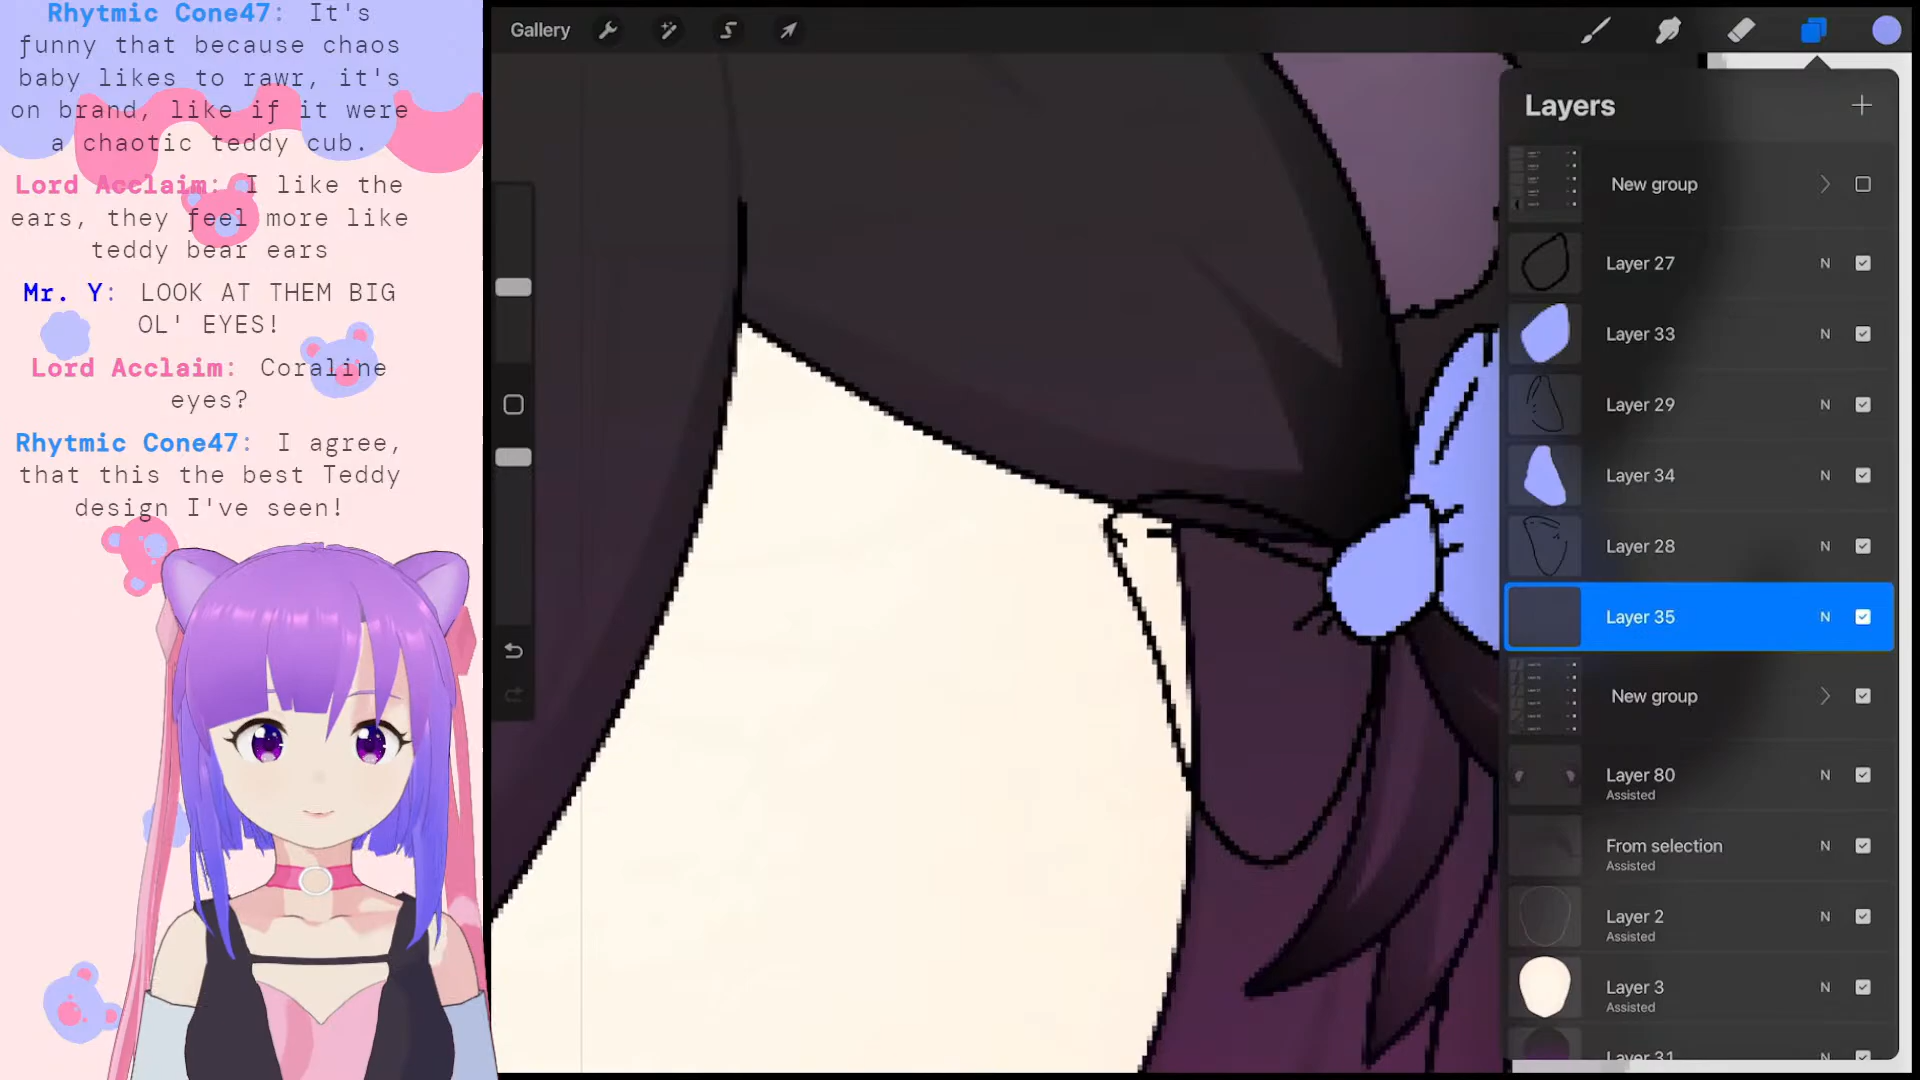 Rhytmic Cone47: It's
funny that because chaos
baby likes to rawr, it's
on brand, like if it were
a chaotic teddy cub.
Lord Acclaim: I like the
ears, they feel more like
teddy bear ears
Mr. Y: LOOK AT THEM BIG
OL' EYES!
Lord Acclaim: Coraline
eyes?
Rhytmic Cone47: I agree,
that this the best Teddy
design I've seen!
Gallery
Layers
New group
Layer 27 N
Layer 33 N
Layer 29 N
Layer 34 N
Layer 28 N
Layer 35 N
New group
Layer 80 N
Assisted
From selection N
Assisted
Layer 2 N
Assisted
Layer 3 N
Assisted
Layer 31 N